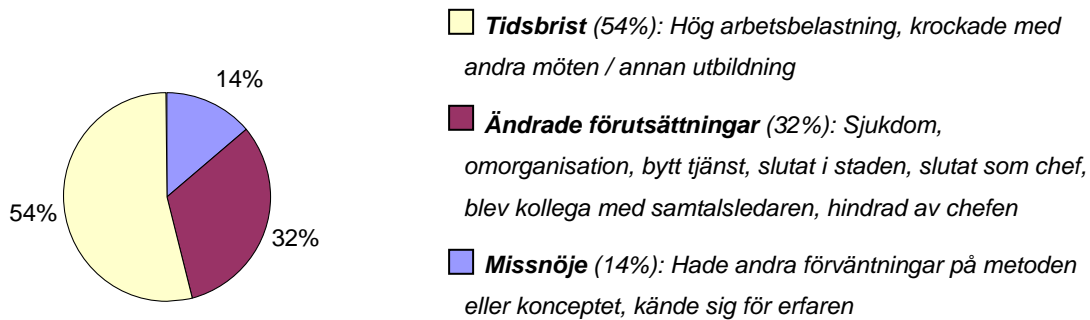 14%
54%
32%
Tidsbrist (54%): Hög arbetsbelastning, krockade med
andra möten / annan utbildning
Ändrade förutsättningar (32%): Sjukdom,
omorganisation, bytt tjänst, slutat i staden, slutat som chef,
blev kollega med samtalsledaren, hindrad av chefen
Missnöje (14%): Hade andra förväntningar på metoden
eller konceptet, kände sig för erfaren